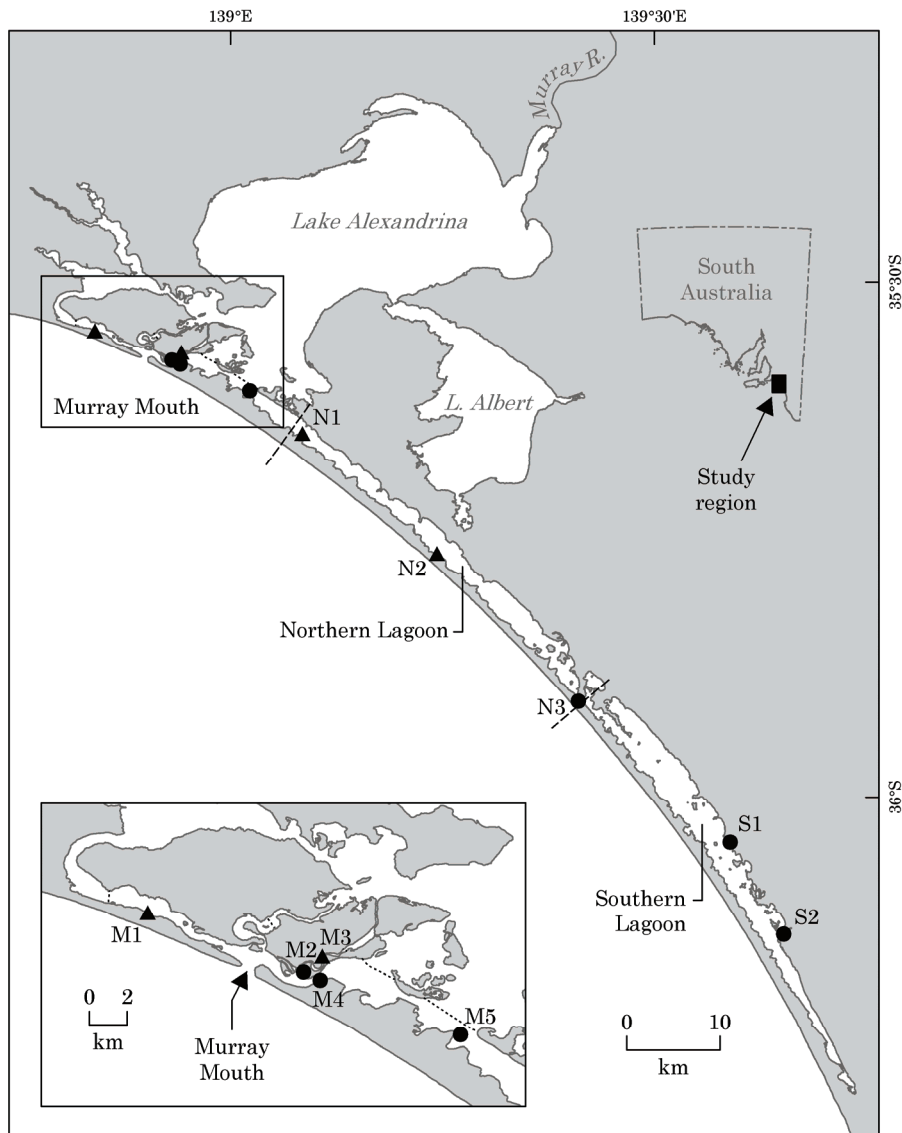 139°E
139°30'E
Murray R.
Lake Alexandrina
35°30'S
South
Australia
Murray Mouth
L. Albert
N1
Study
region
N2
Northern Lagoon
N3
36°S
S1
Southern
Lagoon
S2
M1
M2
M3
M4
M5
0 2
km
Murray
Mouth
0 10
km